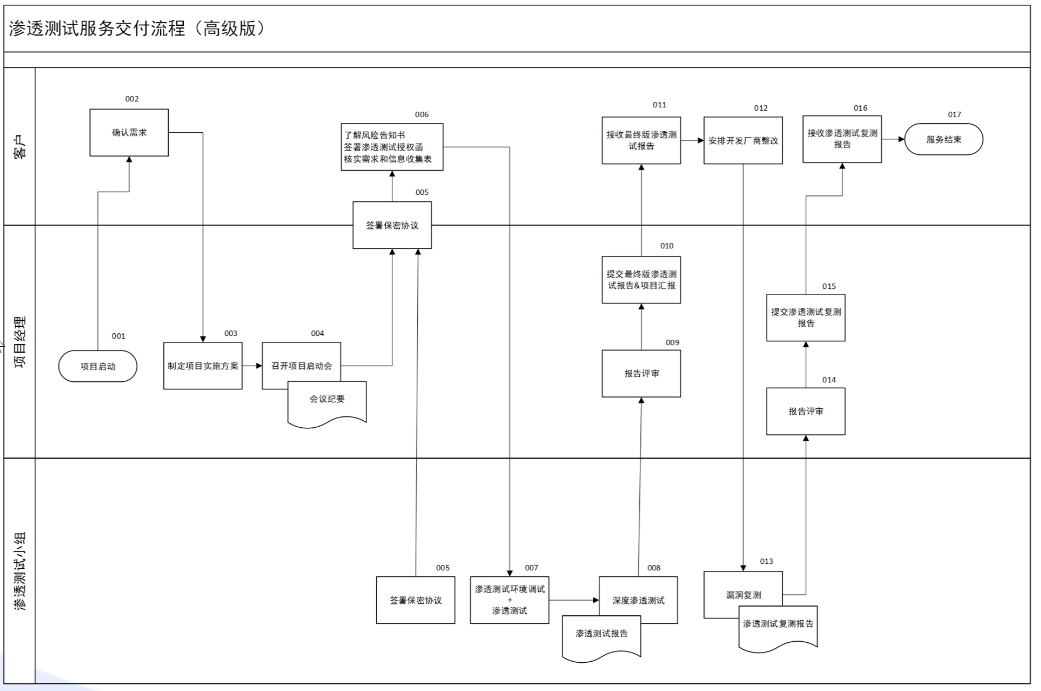 渗透测试服务交付流程（高级版）
客户
002
确认需求
006
了解风险告知书
签署渗透测试授权函
核实需求和信息收集表
005
签署保密协议
011
接收最终版渗透测
试报告
012
安排开发厂商整改
016
接收渗透测试复测
报告
017
服务结束
项目经理
001
项目启动
003
制定项目实施方案
004
召开项目启动会
会议纪要
010
提交最终版渗透测
试报告&项目汇报
009
报告评审
015
提交渗透测试复测
报告
014
报告评审
渗透测试小组
005
签署保密协议
007
渗透测试环境调试
+
渗透测试
008
深度渗透测试
渗透测试报告
013
漏洞复测
渗透测试复测报告